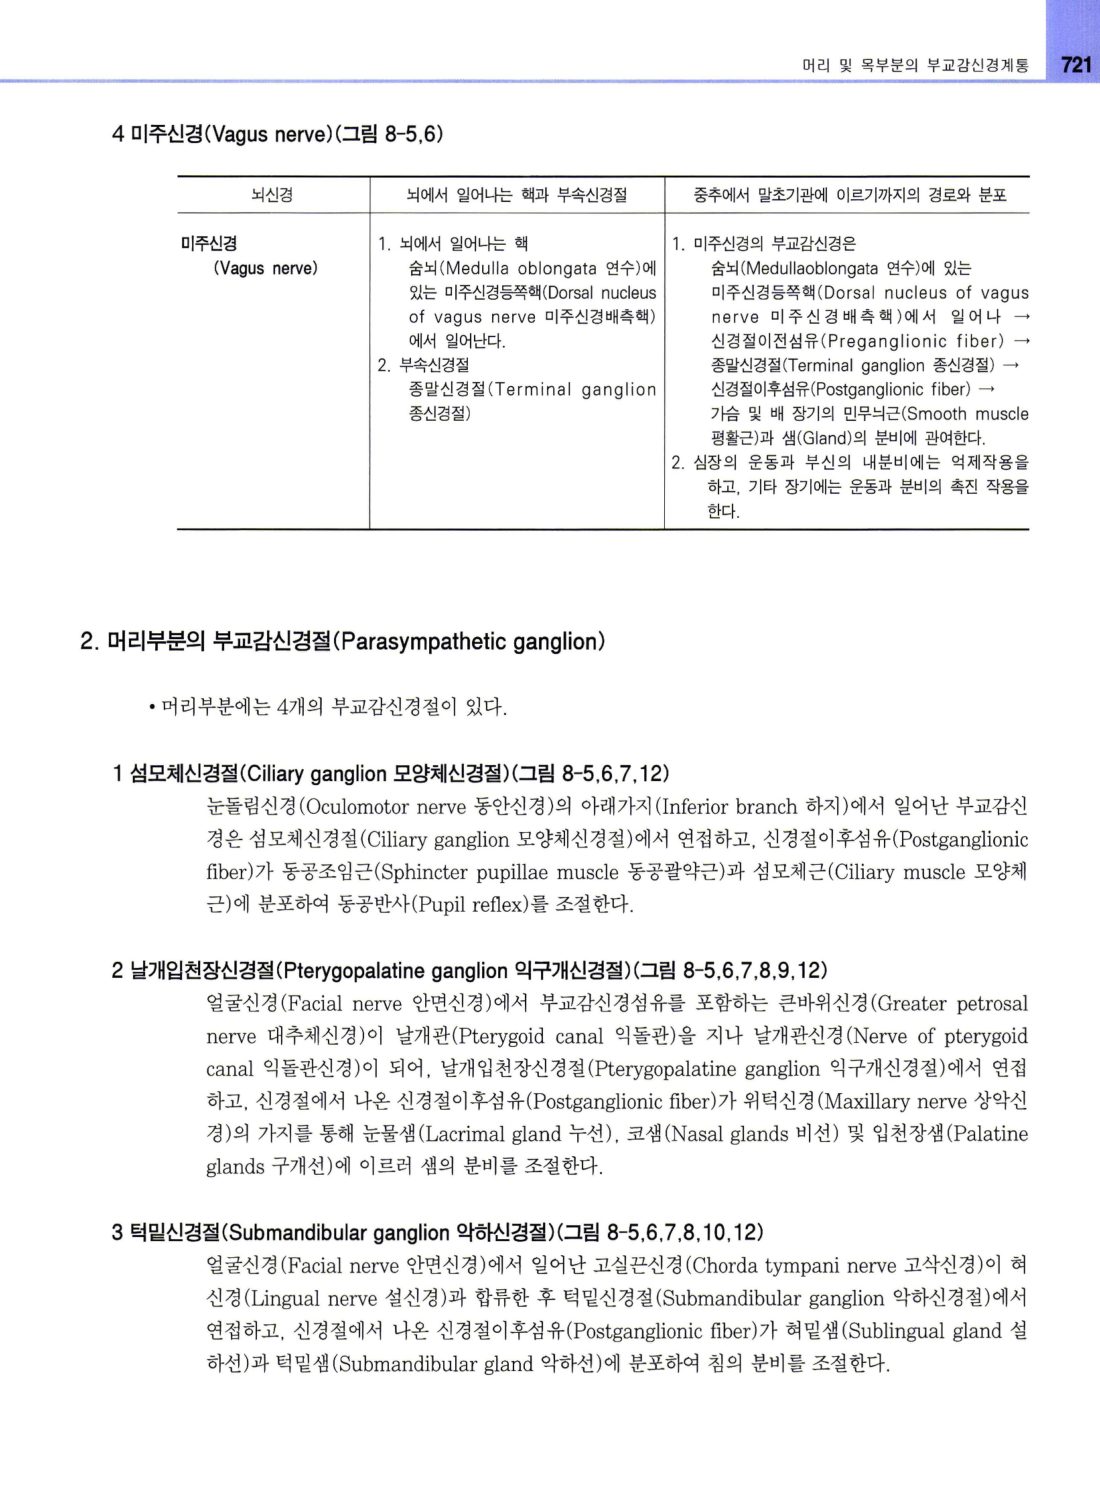 머리 및 목부분의 부교감신경계통 721
4 미주신경(Vagus nerve)(그림 8-5,6)
뇌신경
뇌에서 일어나는 핵과 부속신경절
중추에서 말초기관에 이르기까지의 경로와 분포
미주신경
(Vagus nerve)
1. 뇌에서 일어나는 핵
숨뇌(Medulla oblongata 연수)에
있는 미주신경등쪽핵(Dorsal nucleus
of vagus nerve 미주신경배측핵)
에서 일어난다.
2. 부속신경절
종말신경절(Terminal ganglion
종신경절)
1. 미주신경의 부교감신경은
숨뇌(Medullaoblongata 연수)에 있는
미주신경등쪽핵(Dorsal nucleus of vagus
nerve 미주신경배측핵)에서 일어나 →
신경절이전섬유(Preganglionic fiber) →
종말신경절(Terminal ganglion 종신경절) →
신경절이후섬유(Postganglionic fiber) →
가슴 및 배 장기의 민무늬근(Smooth muscle
평활근)과 샘(Gland)의 분비에 관여한다.
2. 심장의 운동과 부신의 내분비에는 억제작용을
하고, 기타 장기에는 운동과 분비의 촉진 작용을
한다.
2. 머리부분의 부교감신경절(Parasympathetic ganglion)
• 머리부분에는 4개의 부교감신경절이 있다.
1 섬모체신경절(Ciliary ganglion 모양체신경절)(그림 8-5,6,7,12)
눈돌림신경(Oculomotor nerve 동안신경)의 아래가지(Inferior branch 하지)에서 일어난 부교감신
경은 섬모체신경절(Ciliary ganglion 모양체신경절)에서 연접하고, 신경절이후섬유(Postganglionic
fiber)가 동공조임근(Sphincter pupillae muscle 동공괄약근)과 섬모체근(Ciliary muscle 모양체
근)에 분포하여 동공반사(Pupil reflex)를 조절한다.
2 날개입천장신경절(Pterygopalatine ganglion 익구개신경절)(그림 8-5,6,7,8,9,12)
얼굴신경(Facial nerve 안면신경)에서 부교감신경섬유를 포함하는 큰바위신경(Greater petrosal
nerve 대추체신경)이 날개관(Pterygoid canal 익돌관)을 지나 날개관신경(Nerve of pterygoid
canal 익돌관신경)이 되어, 날개입천장신경절(Pterygopalatine ganglion 익구개신경절)에서 연접
하고, 신경절에서 나온 신경절이후섬유(Postganglionic fiber)가 위턱신경(Maxillary nerve 상악신
경)의 가지를 통해 눈물샘(Lacrimal gland 누선), 코샘(Nasal glands 비선) 및 입천장샘(Palatine
glands 구개선)에 이르러 샘의 분비를 조절한다.
3 턱밑신경절(Submandibular ganglion 악하신경절)(그림 8-5,6,7,8,10,12)
얼굴신경(Facial nerve 안면신경)에서 일어난 고실끈신경(Chorda tympani nerve 고삭신경)이 혀
신경(Lingual nerve 설신경)과 합류한 후 턱밑신경절(Submandibular ganglion 악하신경절)에서
연접하고, 신경절에서 나온 신경절이후섬유(Postganglionic fiber)가 혀밑샘(Sublingual gland 설
하선)과 턱밑샘(Submandibular gland 악하선)에 분포하여 침의 분비를 조절한다.